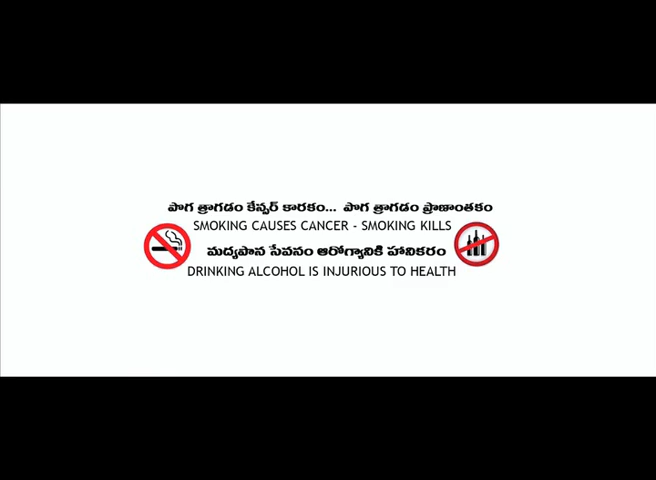 పొగ త్రాగడం కేన్సర్ కారకం... పొగ త్రాగడం ప్రాణాంతకం
SMOKING CAUSES CANCER - SMOKING KILLS
మద్యపాన సేవనం ఆరోగ్యానికి హానికరం
DRINKING ALCOHOL IS INJURIOUS TO HEALTH